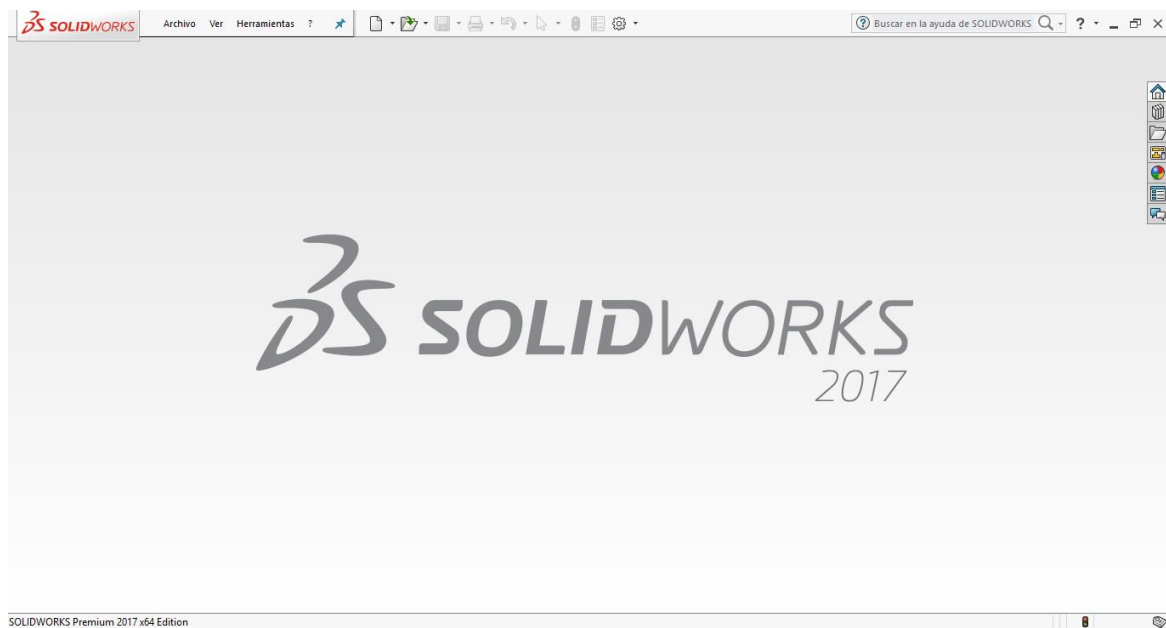 SOLIDWORKS Archivo Ver Herramientas ? Buscar en la ayuda de SOLIDWORKS ?
SOLIDWORKS
2017
SOLIDWORKS Premium 2017 x64 Edition